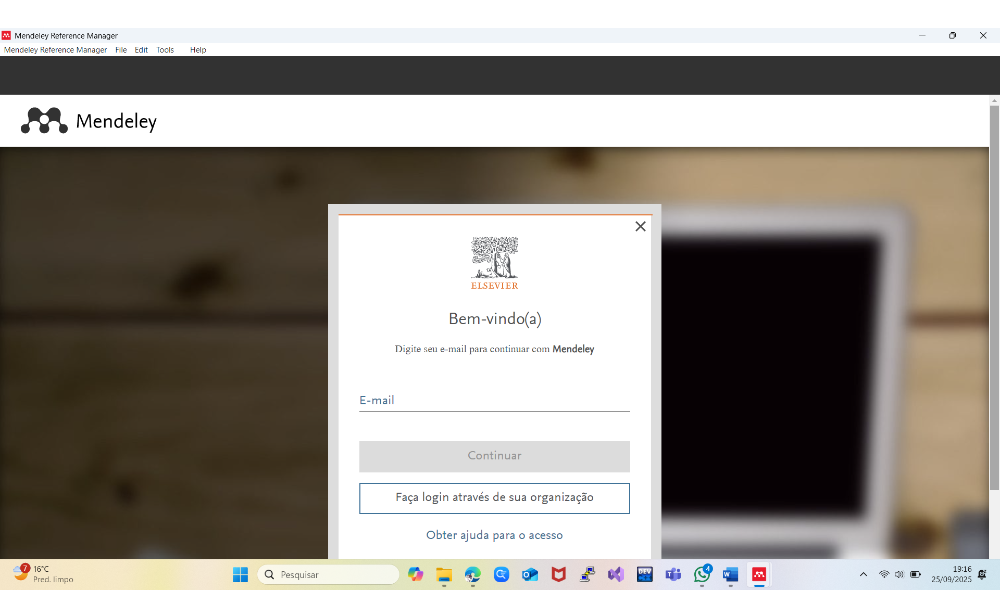 Mendeley Reference Manager
Mendeley Reference Manager File Edit Tools Help
Mendeley
NON SOLUS
ELSEVIER
Bem-vindo(a)
Digite seu e-mail para continuar com Mendeley
E-mail
Continuar
Faça login através de sua organização
Obter ajuda para o acesso
7
16°C
Pred. limpo
Pesquisar
DEV
C++
4
19:16
25/09/2025